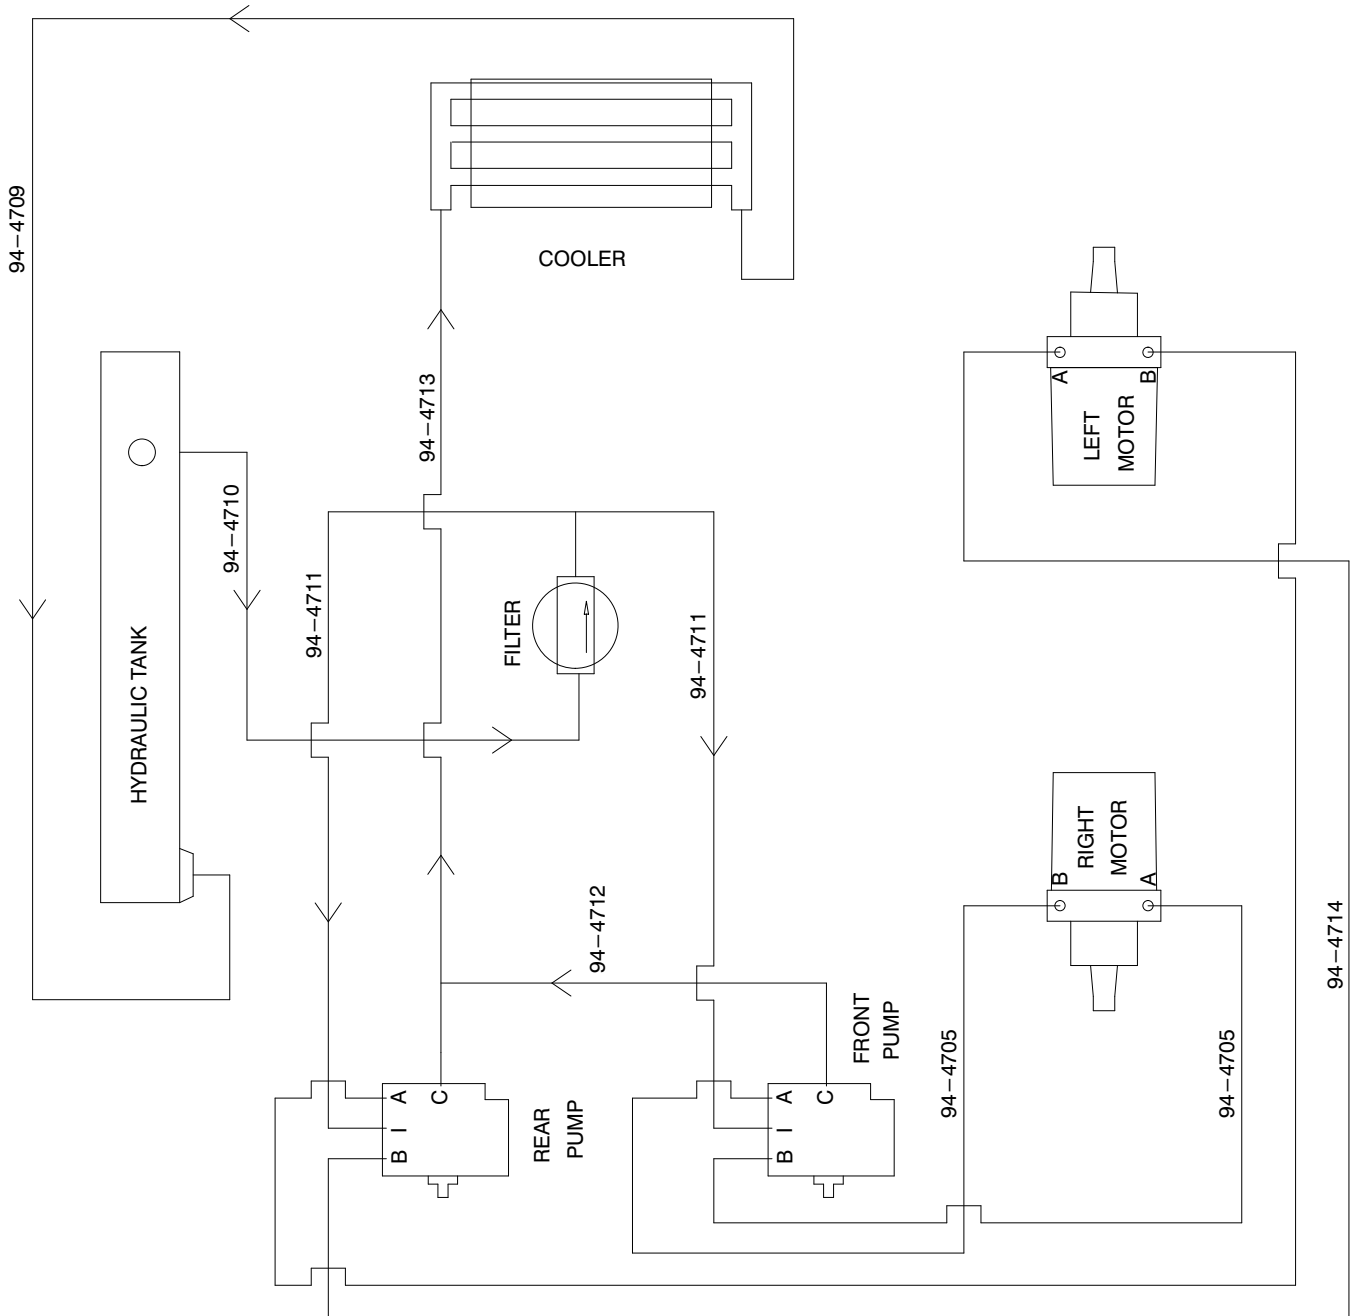 94-4709
COOLER
94-4713
A
B
LEFT
MOTOR
94-4710
94-4711
FILTER
94-4711
HYDRAULIC TANK
RIGHT
MOTOR
B
A
94-4712
94-4714
FRONT
PUMP
94-4705
94-4705
A
C
I
B
REAR
PUMP
A
C
I
B